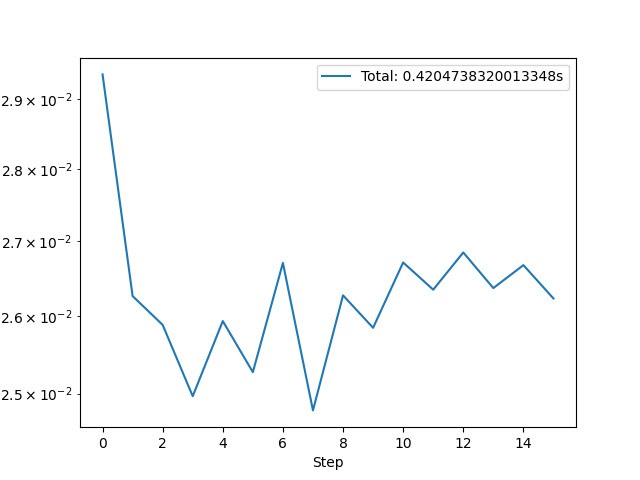 Total: 0.4204738320013348s
2.9 × 10⁻²
2.8 × 10⁻²
2.7 × 10⁻²
2.6 × 10⁻²
2.5 × 10⁻²
0 2 4 6 8 10 12 14
Step